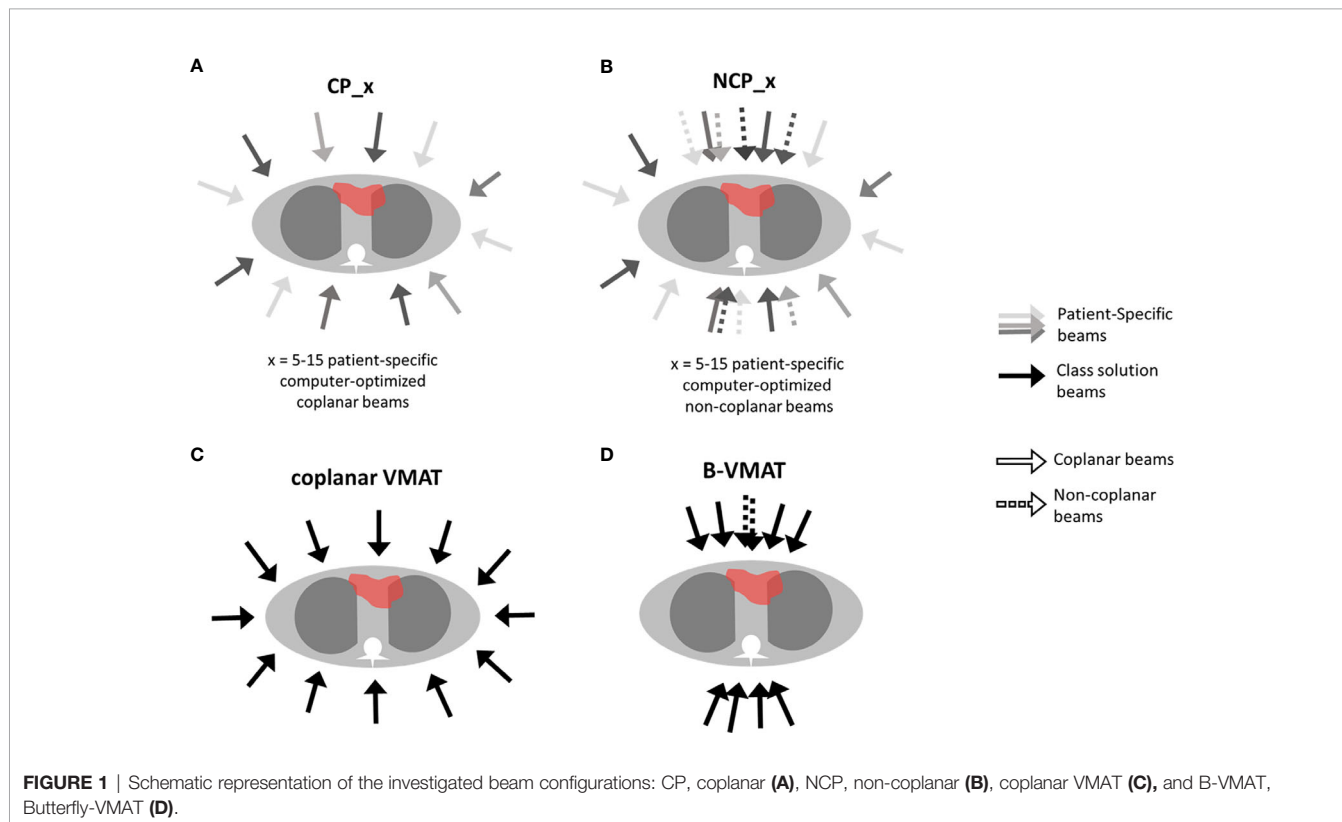 A
CP_x
x = 5-15 patient-specific
computer-optimized
coplanar beams
B
NCP_x
x = 5-15 patient-specific
computer-optimized
non-coplanar beams
Patient-Specific
beams
Class solution
beams
Coplanar beams
Non-coplanar
beams
C
coplanar VMAT
D
B-VMAT
FIGURE 1 | Schematic representation of the investigated beam configurations: CP, coplanar (A), NCP, non-coplanar (B), coplanar VMAT (C), and B-VMAT,
Butterfly-VMAT (D).